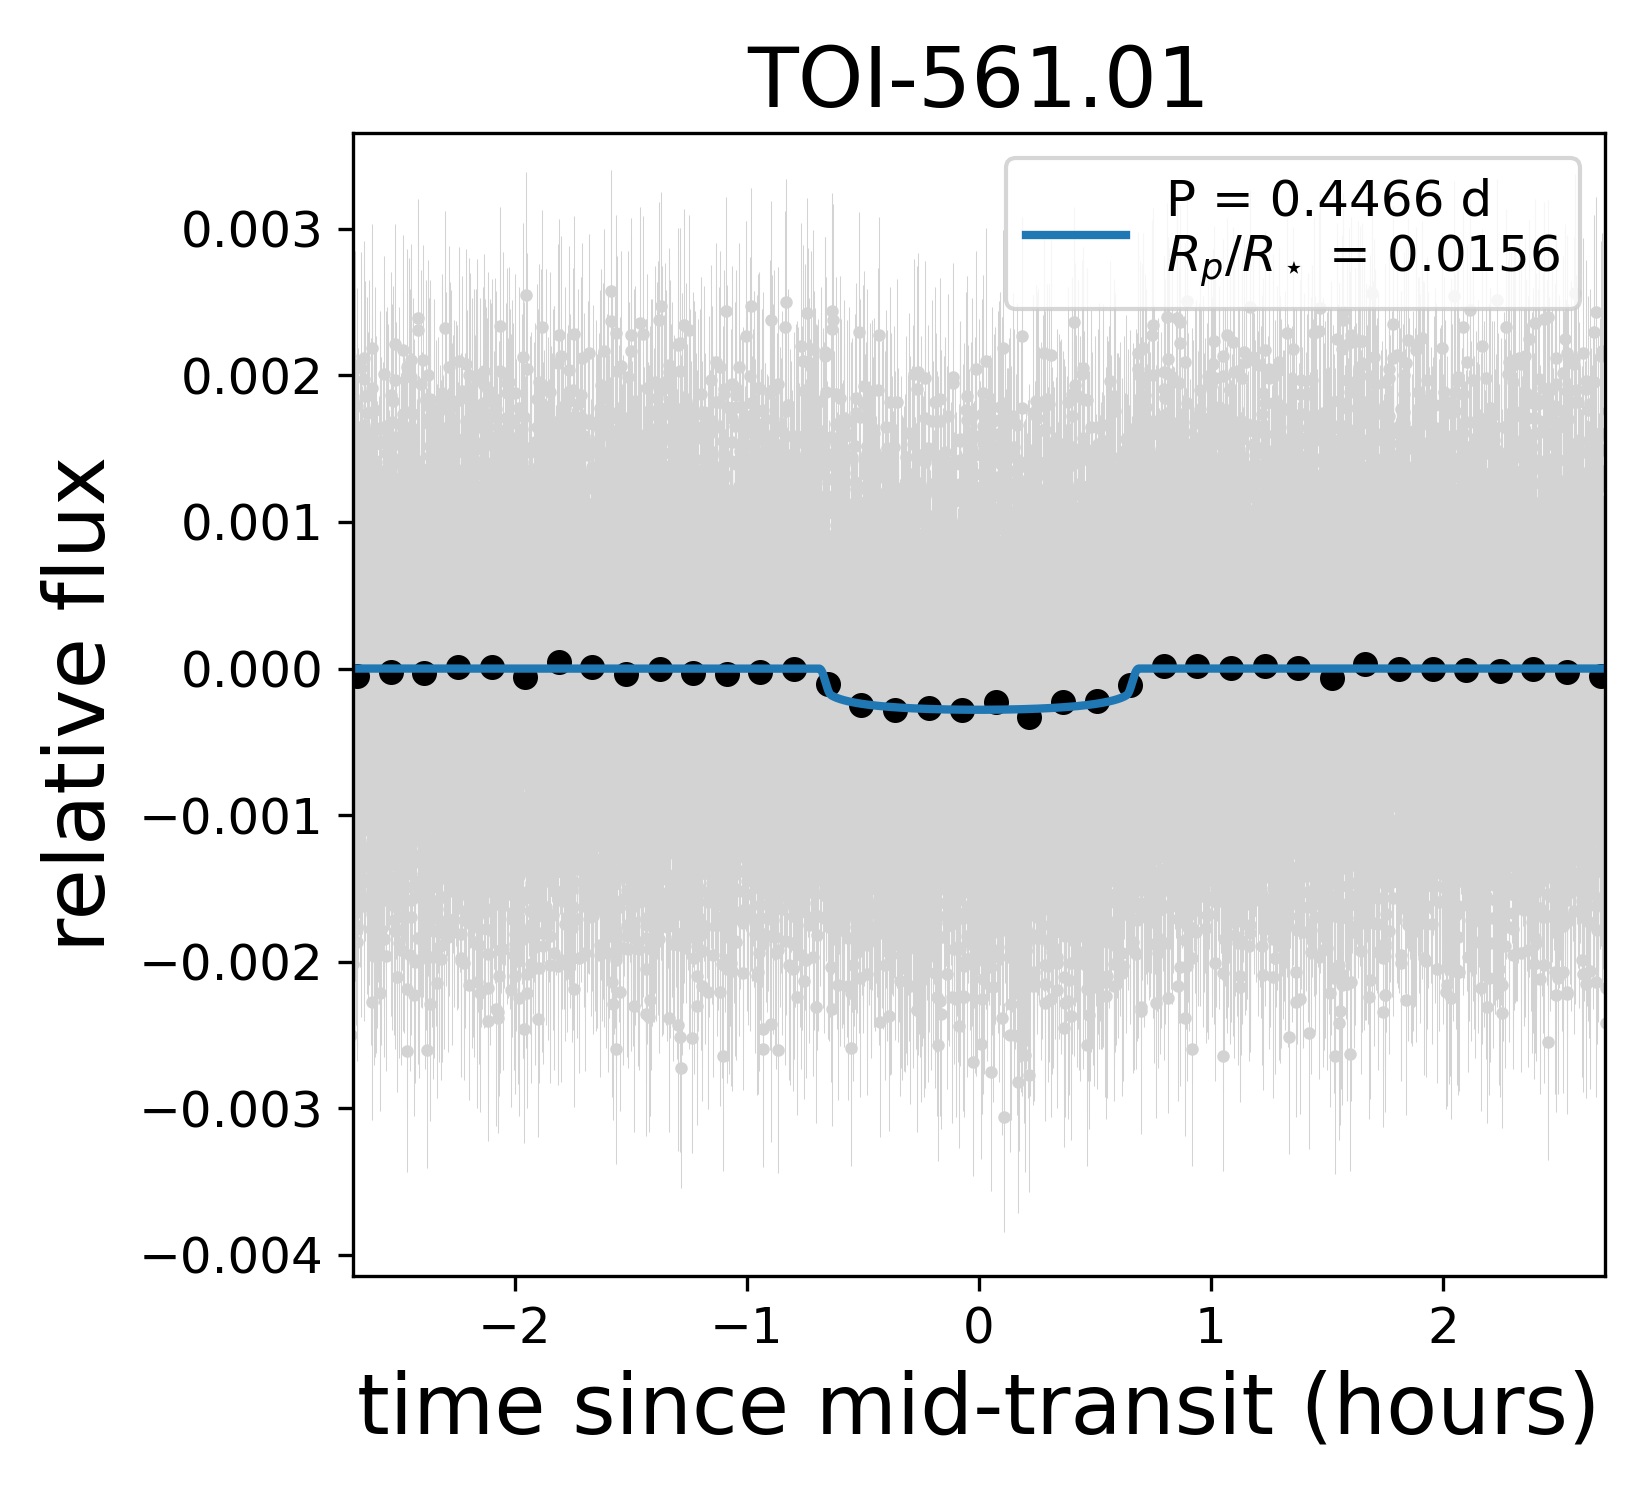 TOI-561.01
P = 0.4466 d
R_p/R_⋆ = 0.0156
relative flux
0.003
0.002
0.001
0.000
−0.001
−0.002
−0.003
−0.004
−2 −1 0 1 2
time since mid-transit (hours)